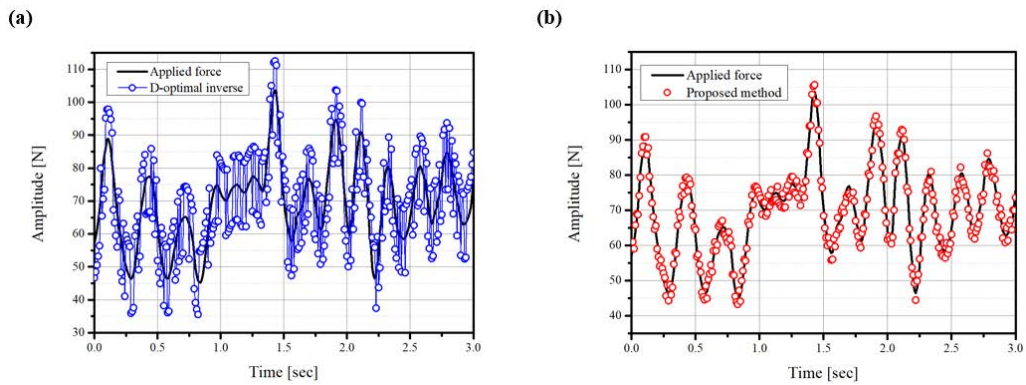 (a)
Applied force
D-optimal inverse
Amplitude [N]
110
100
90
80
70
60
50
40
30
0.0 0.5 1.0 1.5 2.0 2.5 3.0
Time [sec]
(b)
Applied force
Proposed method
Amplitude [N]
110
100
90
80
70
60
50
40
0.0 0.5 1.0 1.5 2.0 2.5 3.0
Time [sec]